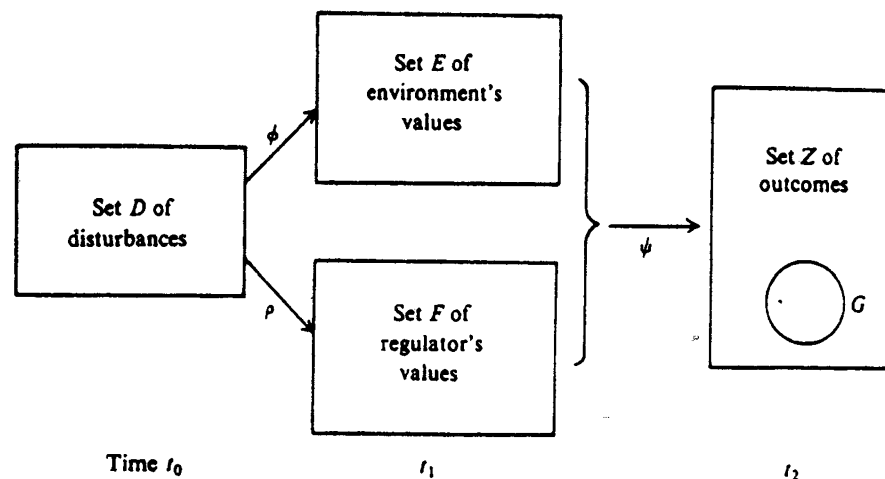 Set E of
environment's
values
ϕ
Set D of
disturbances
ρ
Set F of
regulator's
values
ψ
Set Z of
outcomes
G
Time t₀
t₁
t₂